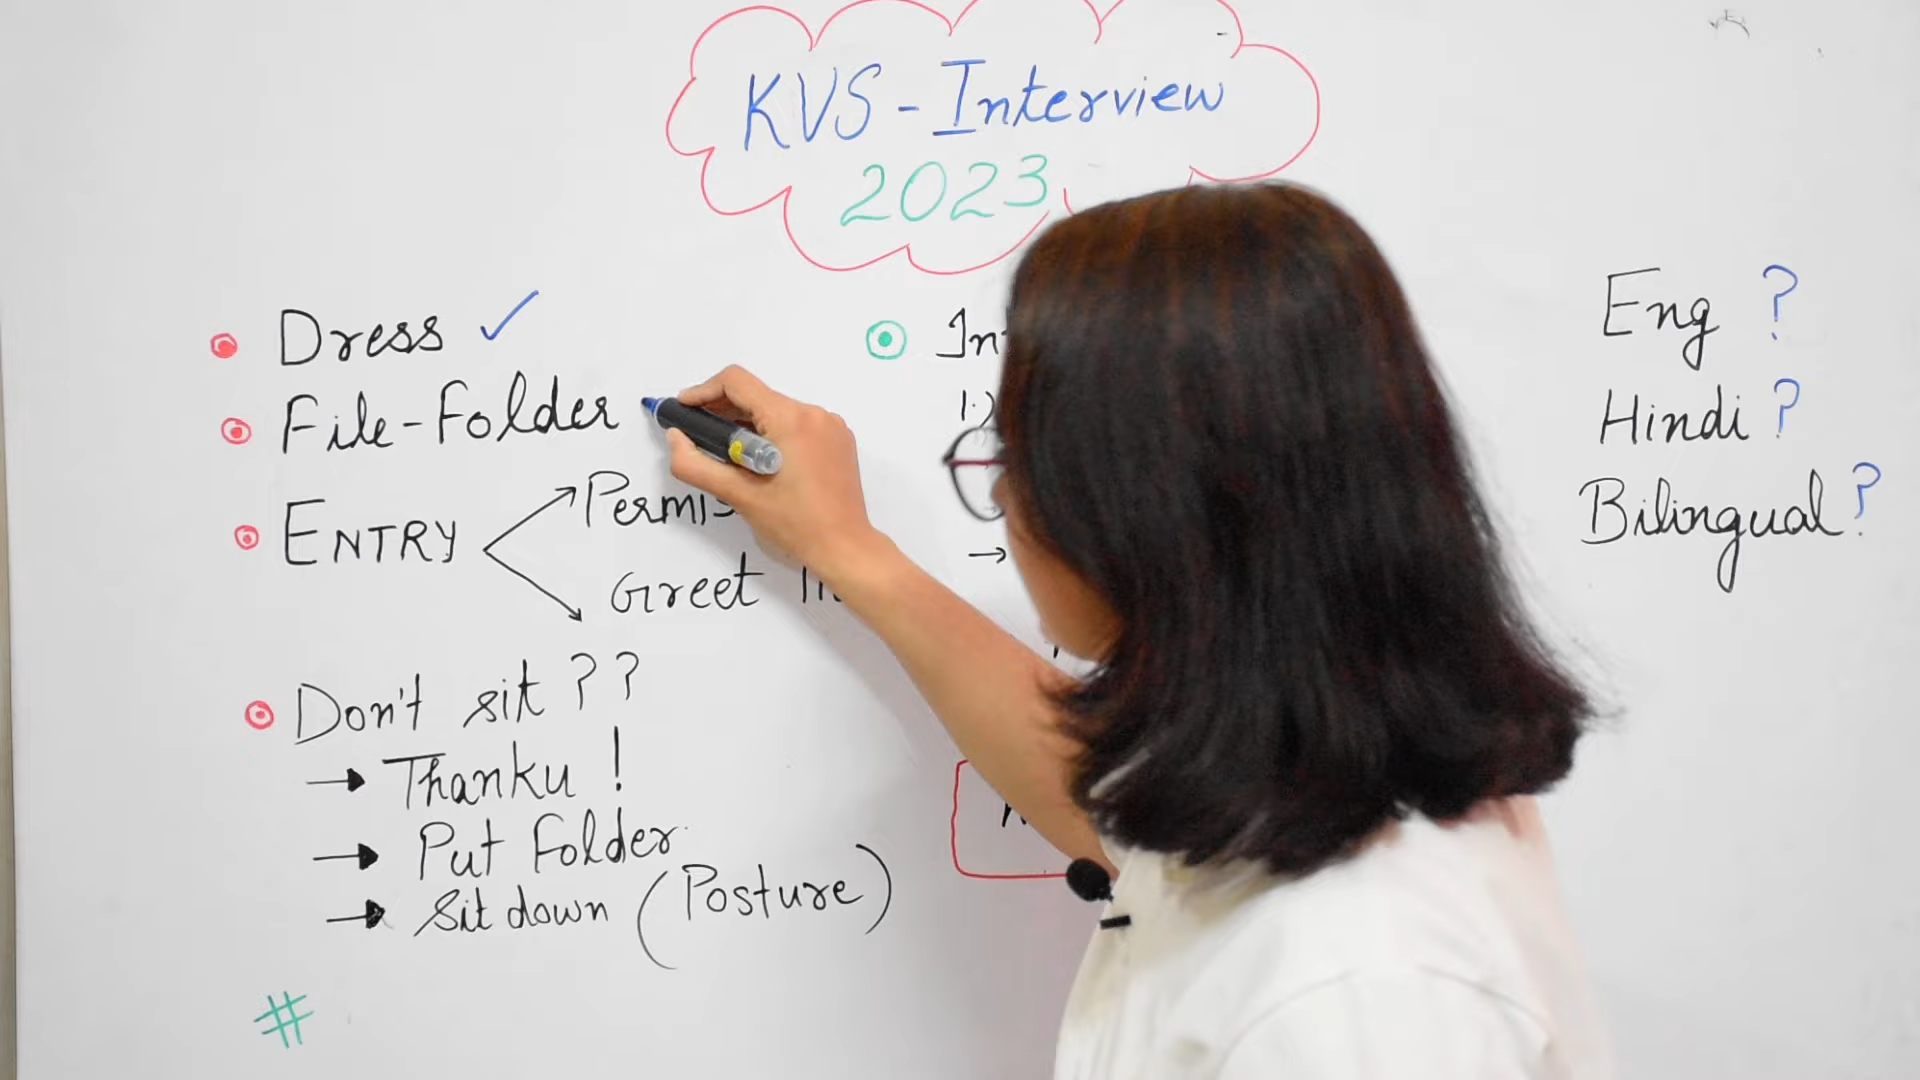 KVS - Interview
2023
Dress ✓
File-Folder
ENTRY
Greet
Don't sit ??
→ Thanku !
→ Put Folder
→ Sit down (Posture)
#
1.)
→
Eng ?
Hindi ?
Bilingual ?